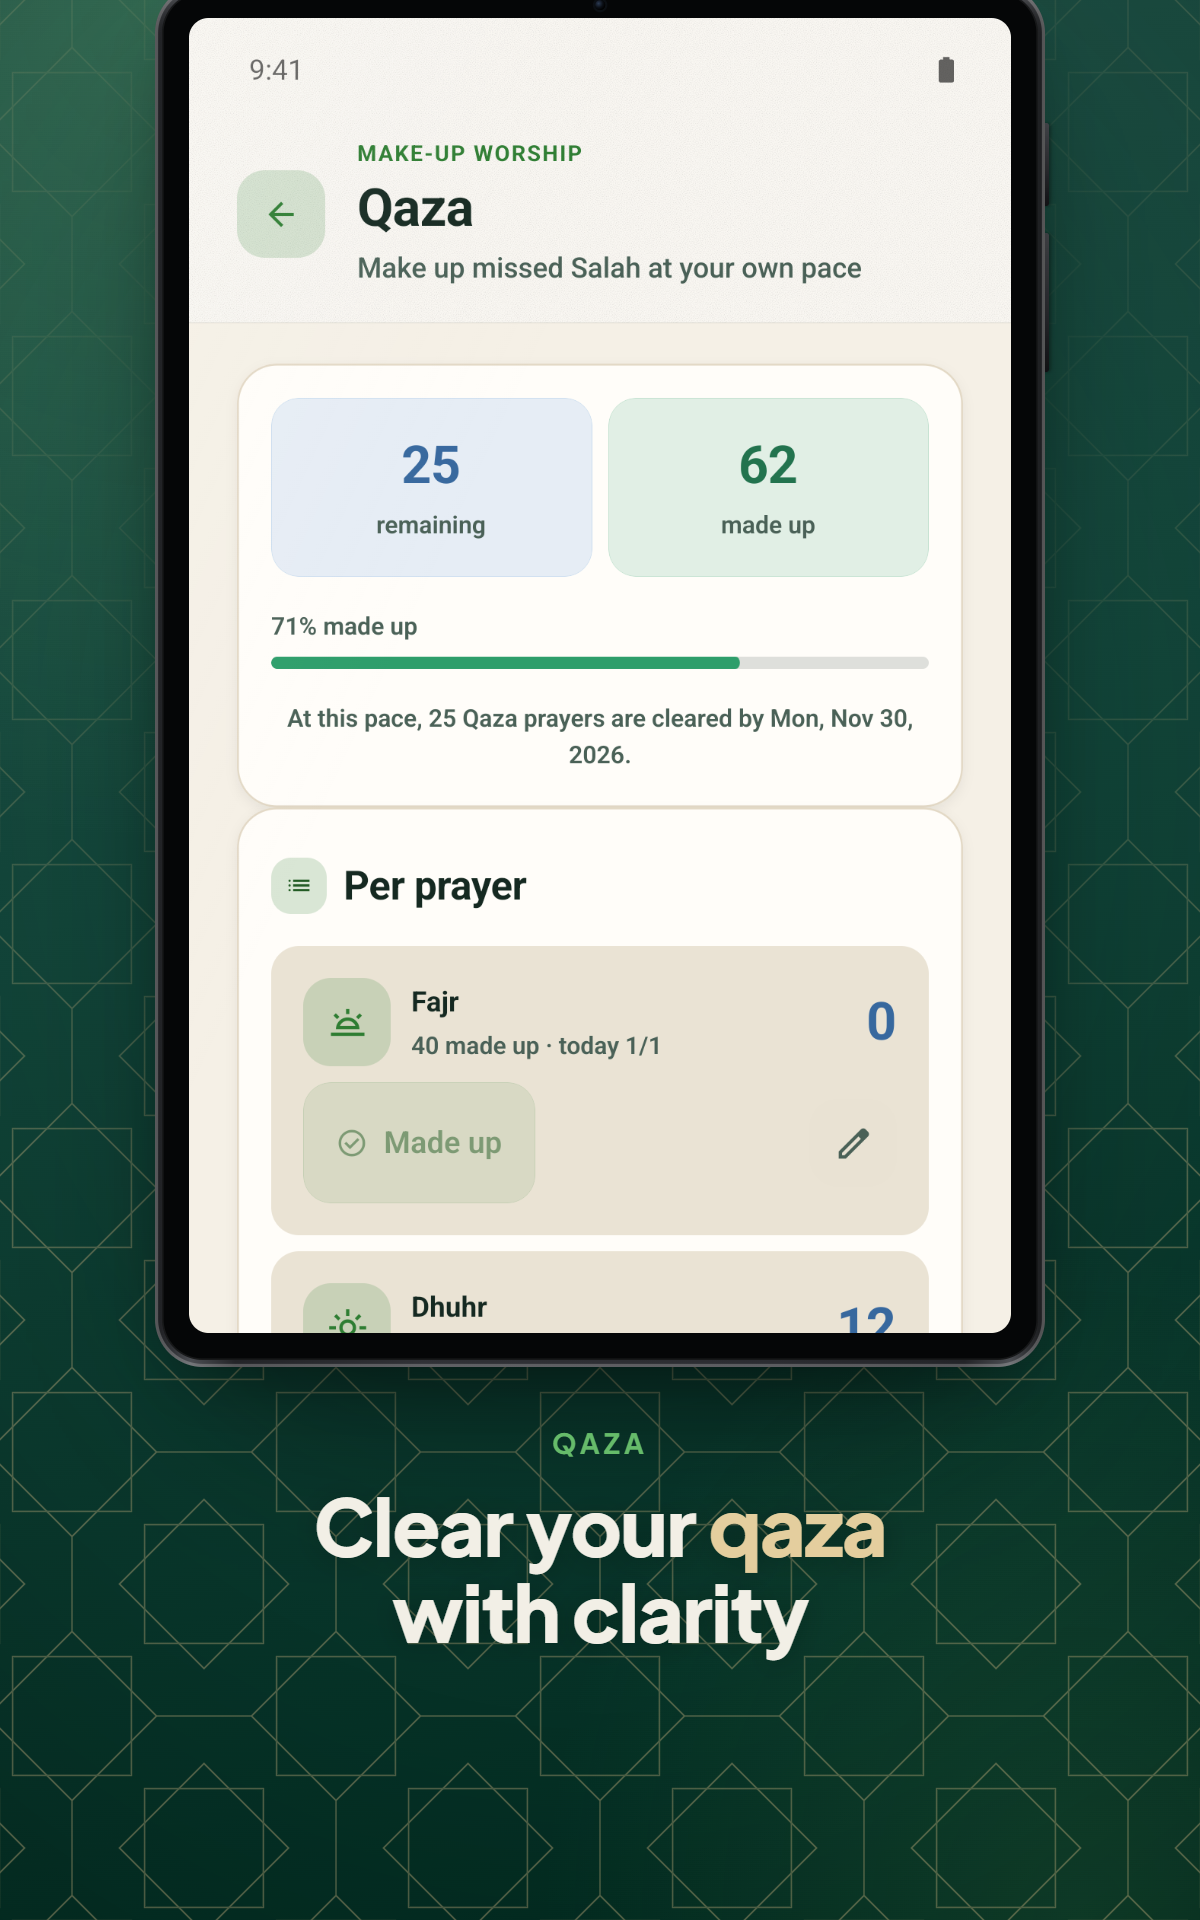 9:41
MAKE-UP WORSHIP
Qaza
Make up missed Salah at your own pace
25
remaining
62
made up
71% made up
At this pace, 25 Qaza prayers are cleared by Mon, Nov 30,
2026.
Per prayer
Fajr
40 made up · today 1/1
0
Made up
Dhuhr
12
QAZA
Clear your qaza
with clarity